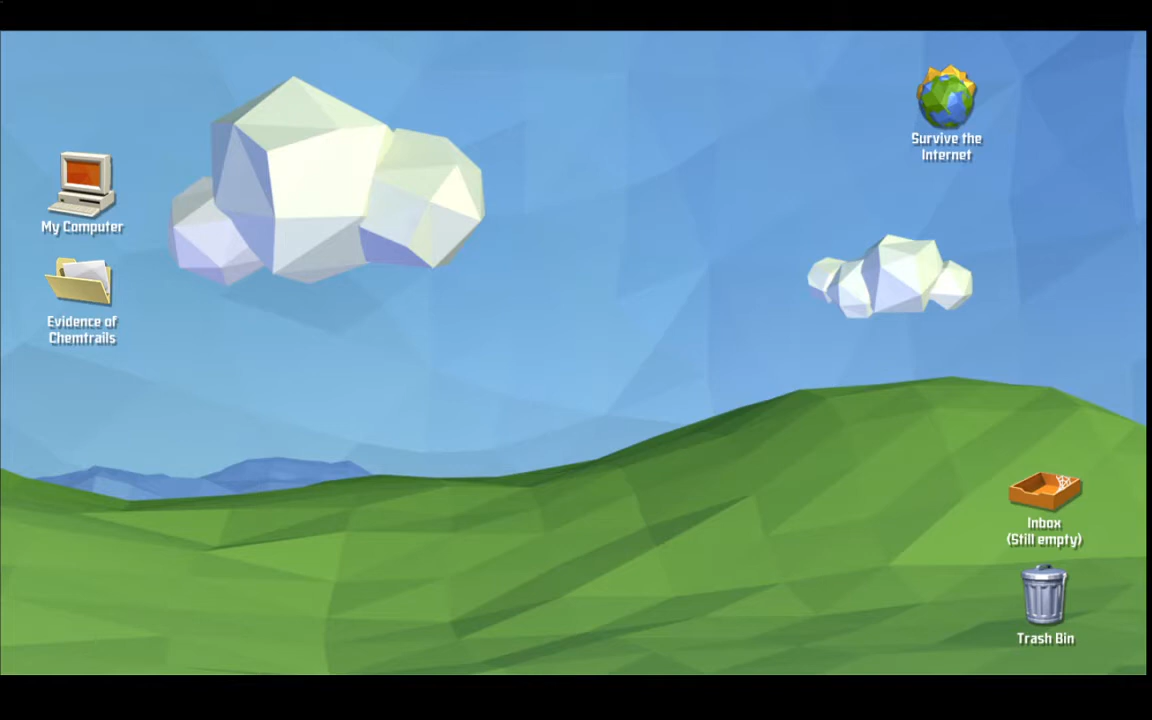 Survive the
Internet
My Computer
Evidence of
Chemtrails
Inbox
(Still empty)
Trash Bin